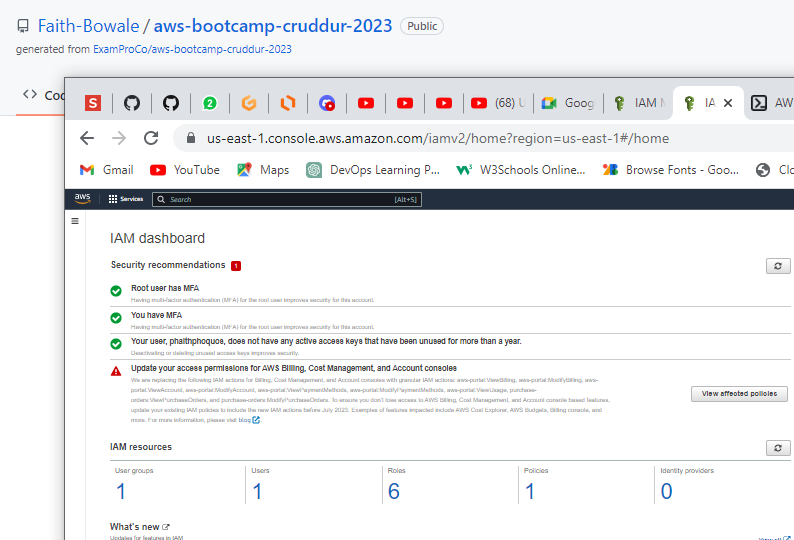 Faith-Bowale / aws-bootcamp-cruddur-2023 Public
generated from ExamProCo/aws-bootcamp-cruddur-2023
Co
S 2 (68) U Goog IAM IA AWS
us-east-1.console.aws.amazon.com/iamv2/home?region=us-east-1#/home
Gmail YouTube Maps DevOps Learning P... W3Schools Online... Browse Fonts - Goo... Clo
aws Services Search [Alt+S]
IAM dashboard
Security recommendations 1
Root user has MFA
Having multi-factor authentication (MFA) for the root user improves security for this account.
You have MFA
Having multi-factor authentication (MFA) for the root user improves security for this account.
Your user, phaithphoquos, does not have any active access keys that have been unused for more than a year.
Deactivating or deleting unused access keys improves security.
Update your access permissions for AWS Billing, Cost Management, and Account consoles
We are replacing the following IAM actions for Billing, Cost Management, and Account consoles with granular IAM actions: aws-portal:ViewBilling, aws-portal:ModifyBilling, aws-
portal:ViewAccount, aws-portal:ModifyAccount, aws-portal:ViewPaymentMethods, aws-portal:ModifyPaymentMethods, aws-portal:ViewUsage, purchase-
orders:ViewPurchaseOrders, and purchase-orders:ModifyPurchaseOrders. To ensure you don't lose access to AWS Billing, Cost Management, and Account console based features,
update your existing IAM policies to include the new IAM actions before July 2023. Examples of features impacted include AWS Cost Explorer, AWS Budgets, Billing console, and
more. For more information, please visit blog
View affected policies
IAM resources
User groups Users Roles Policies Identity providers
1 1 6 1 0
What's new
Updates for features in IAM
View all